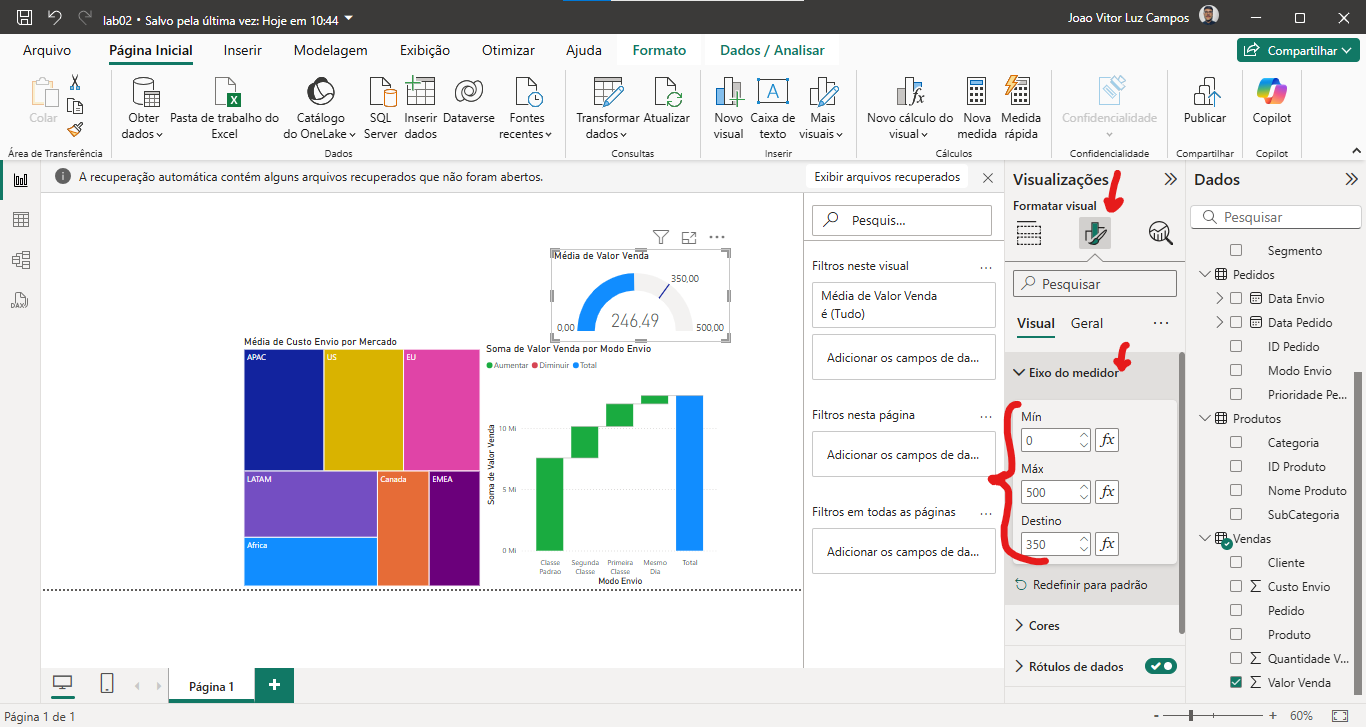 lab02 • Salvo pela última vez: Hoje em 10:44
Joao Vitor Luz Campos
Arquivo
Página Inicial
Inserir
Modelagem
Exibição
Otimizar
Ajuda
Formato
Dados / Analisar
Compartilhar
Colar
Obter dados
Pasta de trabalho do Excel
Catálogo do OneLake
SQL Server
Inserir dados
Dataverse
Fontes recentes
Transformar dados
Atualizar
Novo visual
Caixa de texto
Mais visuais
Novo cálculo do visual
Nova medida
Medida rápida
Confidencialidade
Publicar
Copilot
Área de Transferência
Dados
Consultas
Inserir
Cálculos
Confidencialidade
Compartilhar
Copilot
A recuperação automática contém alguns arquivos recuperados que não foram abertos.
Exibir arquivos recuperados
Média de Valor Venda
350,00
0,00
246,49
500,00
Média de Custo Envio por Mercado
APAC
US
EU
LATAM
Canada
EMEA
Africa
Soma de Valor Venda por Modo Envio
Aumentar
Diminuir
Total
Soma de Valor Venda
10 Mi
5 Mi
0 Mi
Classe Padrao
Segunda Classe
Primeira Classe
Mesmo Dia
Total
Modo Envio
Pesquis...
Filtros neste visual
Média de Valor Venda
é (Tudo)
Adicionar os campos de da...
Filtros nesta página
Adicionar os campos de da...
Filtros em todas as páginas
Adicionar os campos de da...
Visualizações
Formatar visual
Pesquisar
Visual
Geral
Eixo do medidor
Mín
0
fx
Máx
500
fx
Destino
350
fx
Redefinir para padrão
Cores
Rótulos de dados
Dados
Pesquisar
Segmento
Pedidos
Data Envio
Data Pedido
ID Pedido
Modo Envio
Prioridade Pe...
Produtos
Categoria
ID Produto
Nome Produto
SubCategoria
Vendas
Cliente
Custo Envio
Pedido
Produto
Quantidade V...
Valor Venda
Página 1
Página 1 de 1
60%